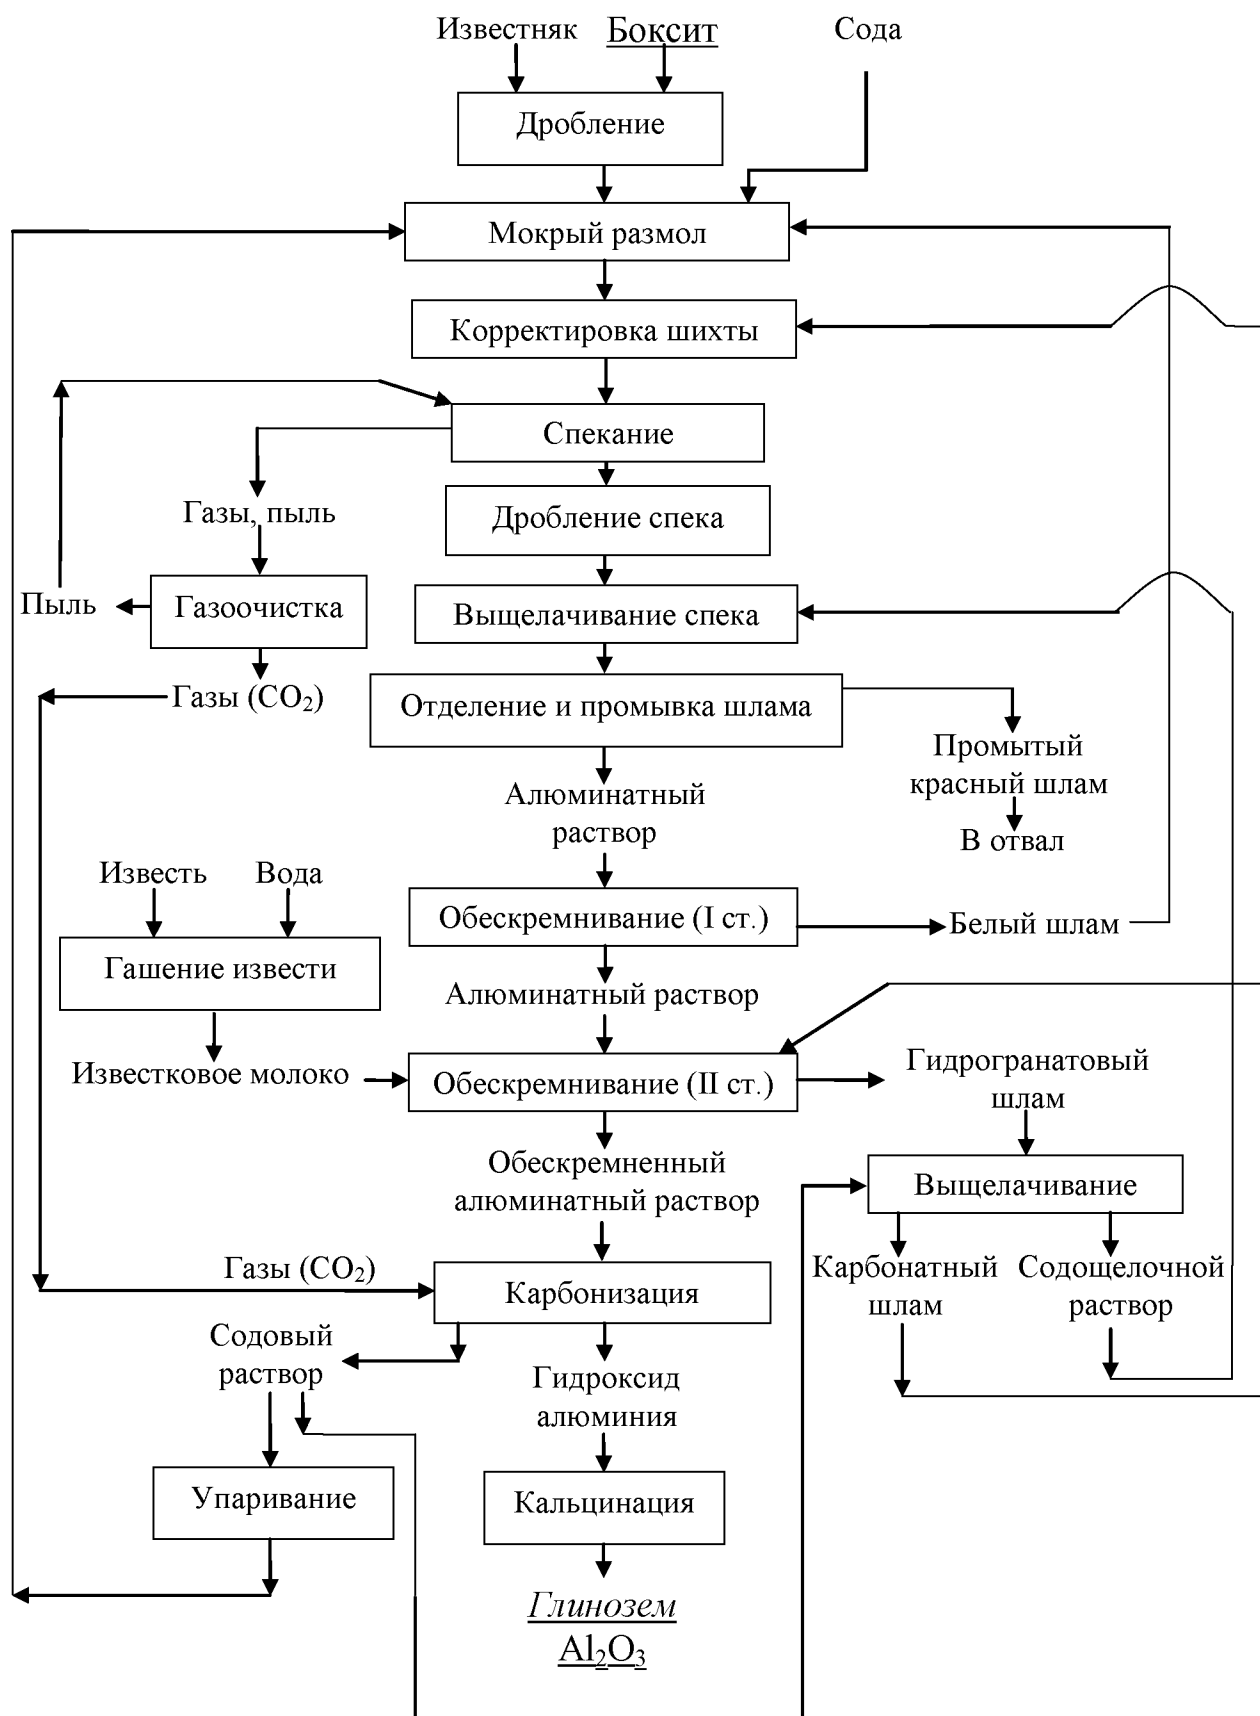 Известняк
Боксит
Сода
Дробление
Мокрый размол
Корректировка шихты
Спекание
Газы, пыль
Дробление спека
Пыль
Газоочистка
Выщелачивание спека
Газы (CO₂)
Отделение и промывка шлама
Промытый
красный шлам
В отвал
Алюминатный
раствор
Известь
Вода
Обескремнивание (I ст.)
Белый шлам
Гашение извести
Алюминатный раствор
Известковое молоко
Обескремнивание (II ст.)
Гидрогранатовый
шлам
Обескремненный
алюминатный раствор
Выщелачивание
Газы (CO₂)
Карбонизация
Карбонатный
шлам
Содощелочной
раствор
Содовый
раствор
Гидроксид
алюминия
Упаривание
Кальцинация
Глинозем
Al₂O₃